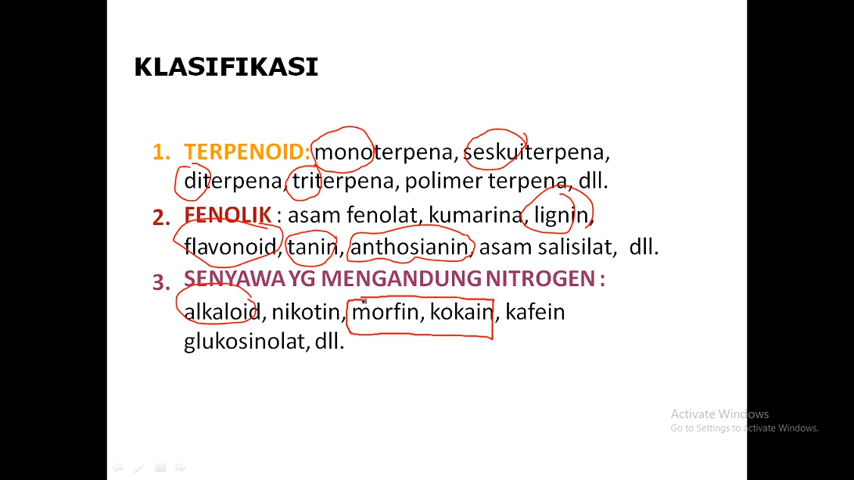 KLASIFIKASI
1. TERPENOID: monoterpena, seskuiterpena,
diterpena, triterpena, polimer terpena, dll.
2. FENOLIK : asam fenolat, kumarina, lignin,
flavonoid, tanin, anthosianin, asam salisilat, dll.
3. SENYAWA YG MENGANDUNG NITROGEN :
alkaloid, nikotin, morfin, kokain, kafein
glukosinolat, dll.
Activate Windows
Go to Settings to activate Windows.